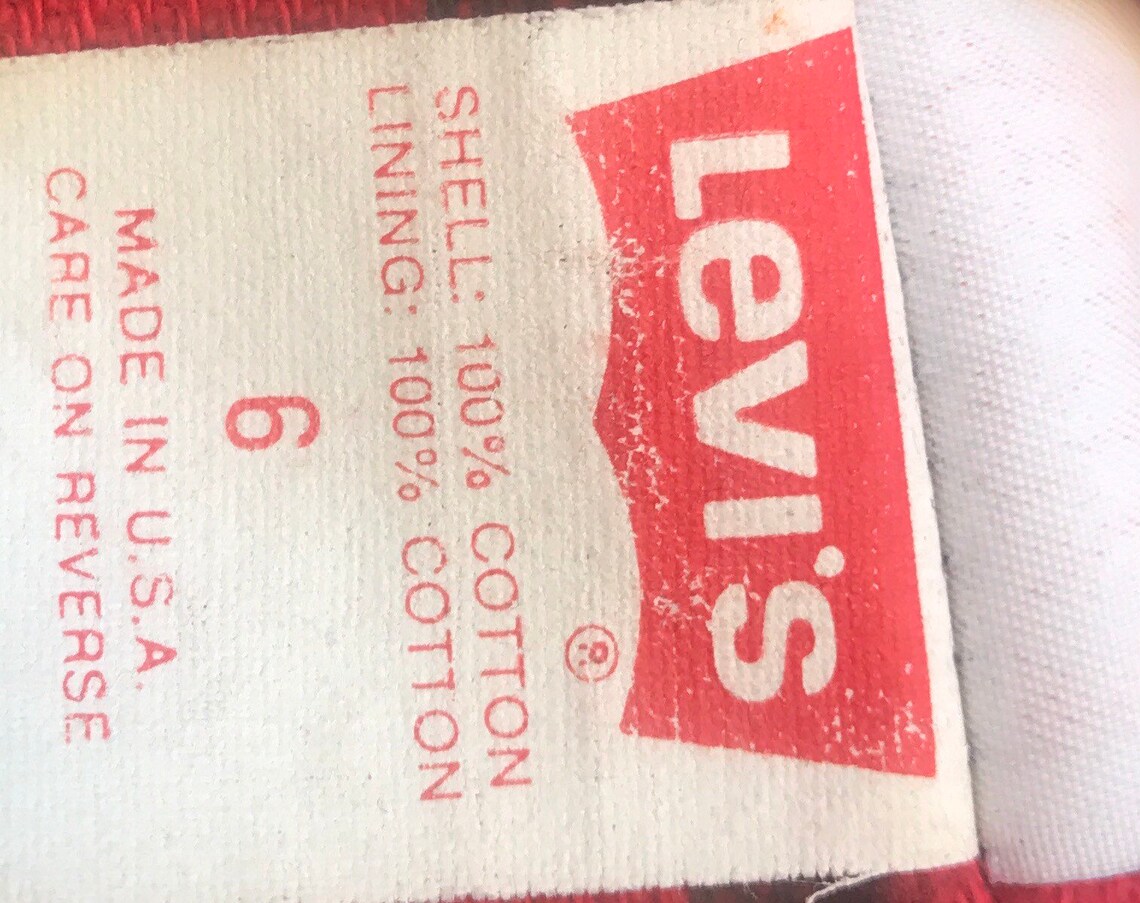 Levi's
®
SHELL: 100% COTTON
LINING: 100% COTTON
6
MADE IN U.S.A.
CARE ON REVERSE